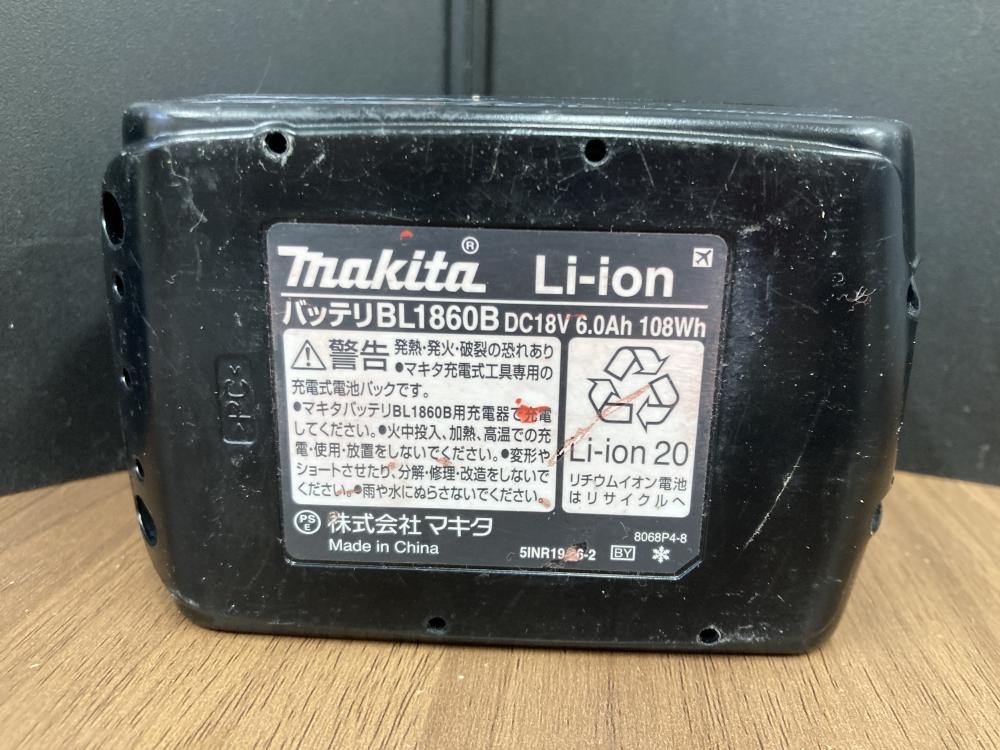 makita®
Li-ion
バッテリBL1860B DC18V 6.0Ah 108Wh
警告 発熱・発火・破裂の恐れあり
●マキタ充電式工具専用の
充電式電池パックです。
●マキタバッテリBL1860B用充電器で充電
してください。●火中投入、加熱、高温での充
電・使用・放置をしないでください。●変形や
ショートさせたり、分解・修理・改造をしないで
ください。●雨や水にぬらさないでください。
Li-ion 20
リチウムイオン電池
はリサイクルへ
PSE 株式会社マキタ
Made in China
8068P4-8
BY
>PC<